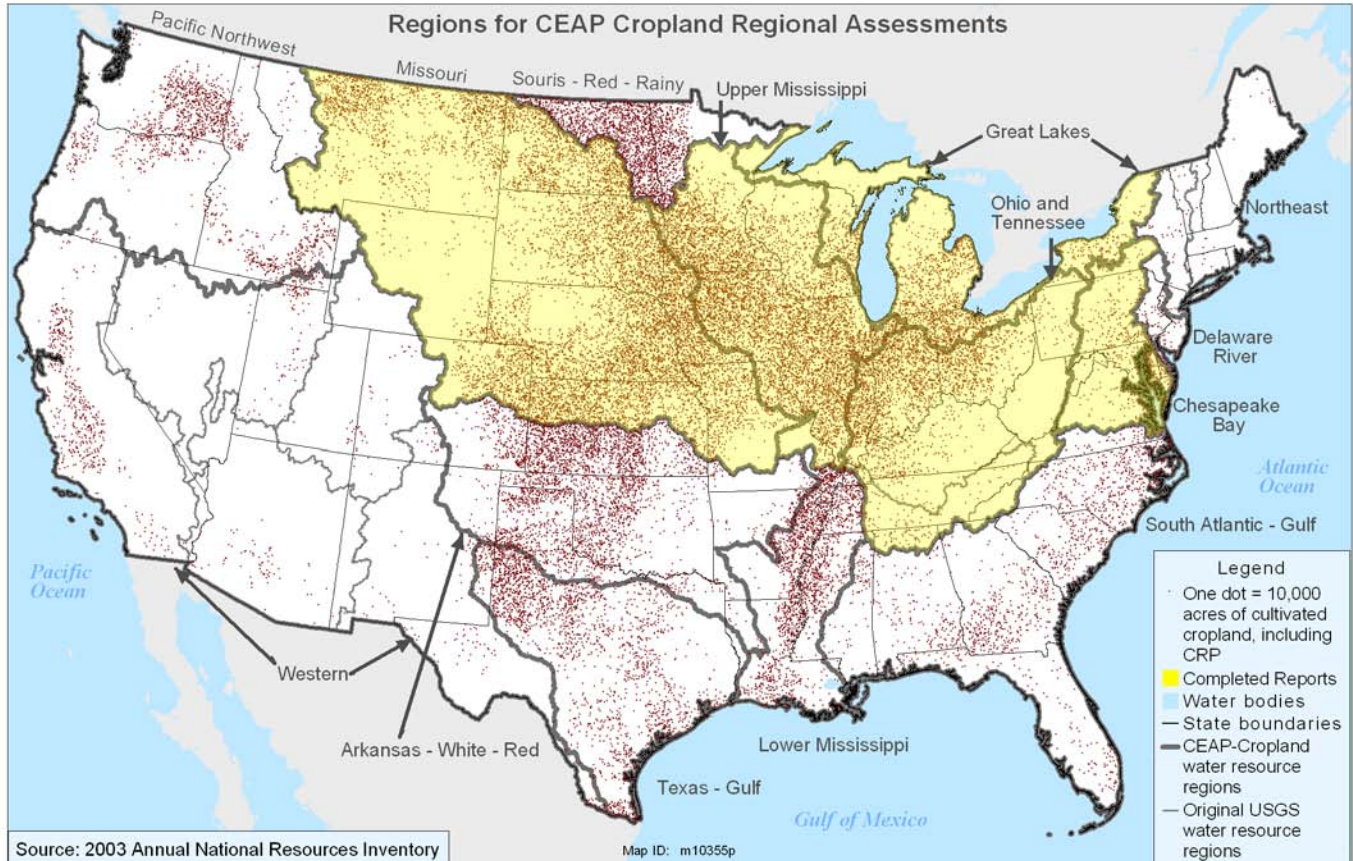 Regions for CEAP Cropland Regional Assessments
Pacific Northwest
Missouri
Souris - Red - Rainy
Upper Mississippi
Great Lakes
Ohio and
Tennessee
Northeast
Delaware
River
Chesapeake
Bay
Atlantic
Ocean
South Atlantic - Gulf
Pacific
Ocean
Western
Arkansas - White - Red
Lower Mississippi
Texas - Gulf
Gulf of Mexico
Legend
One dot = 10,000
acres of cultivated
cropland, including
CRP
Completed Reports
Water bodies
State boundaries
CEAP-Cropland
water resource
regions
Original USGS
water resource
regions
Source: 2003 Annual National Resources Inventory
Map ID: m10355p